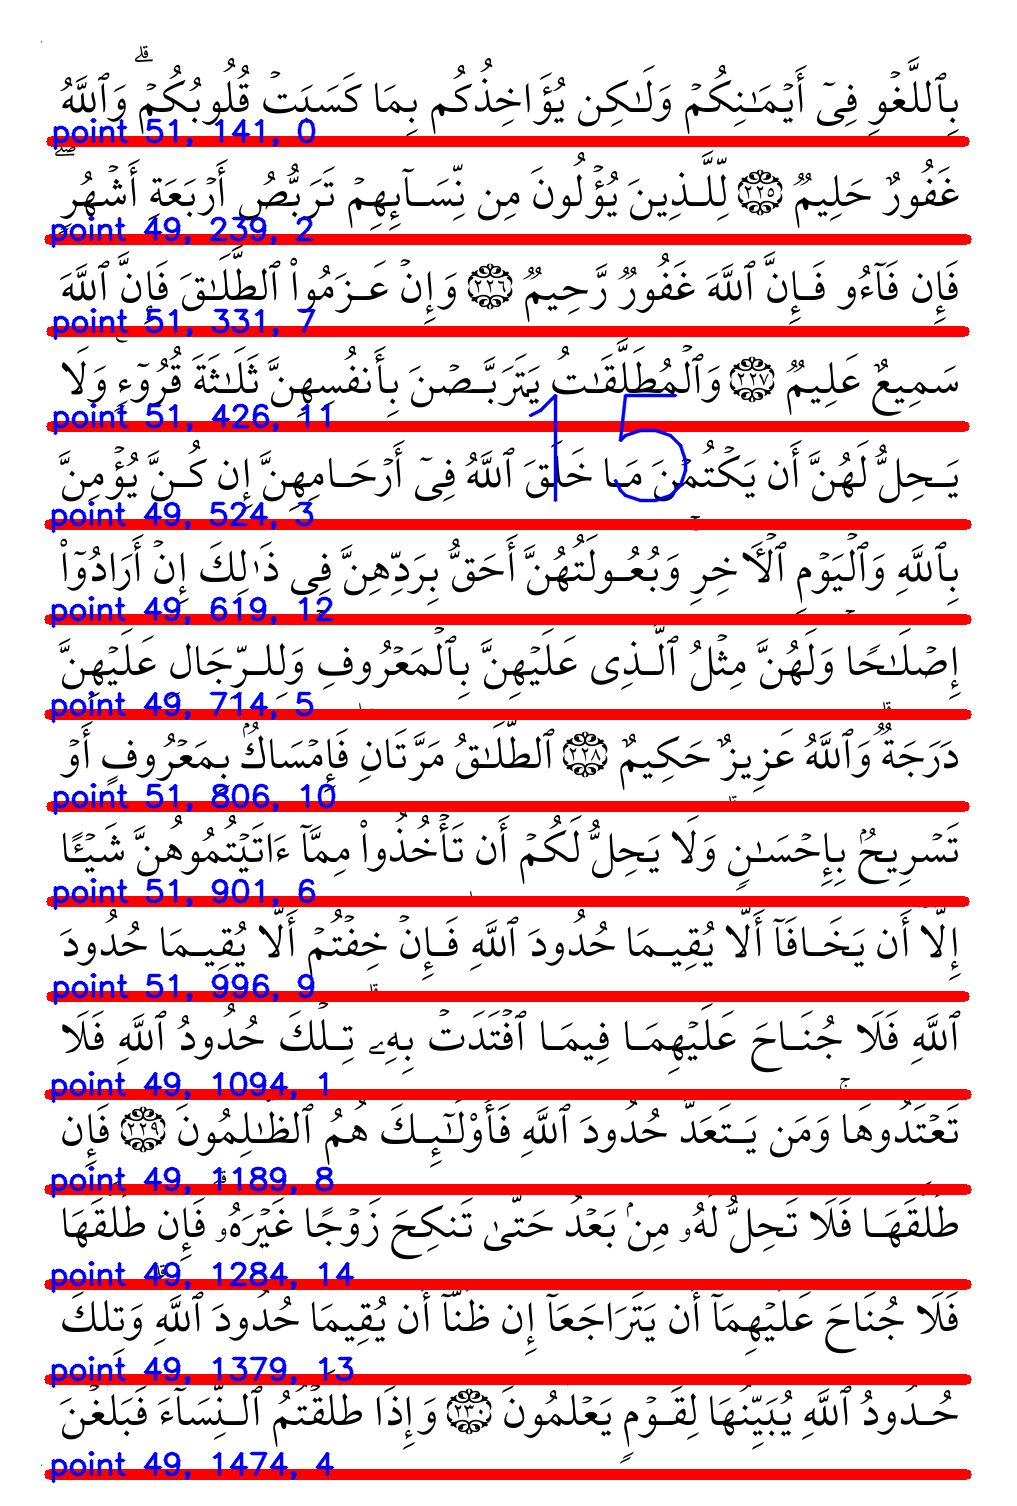 بِٱللَّغْوِ فِىٓ أَيْمَـٰنِكُمْ وَلَـٰكِن يُؤَاخِذُكُم بِمَا كَسَبَتْ قُلُوبُكُمْ ۗ وَٱللَّهُ
point 51, 141, 0
غَفُورٌ حَلِيمٌ ٢٢٥ لِّلَّذِينَ يُؤْلُونَ مِن نِّسَآئِهِمْ تَرَبُّصُ أَرْبَعَةِ أَشْهُرٍ ۖ
point 49, 239, 2
فَإِن فَآءُو فَإِنَّ ٱللَّهَ غَفُورٌ رَّحِيمٌ ٢٢٦ وَإِنْ عَزَمُوا۟ ٱلطَّلَـٰقَ فَإِنَّ ٱللَّهَ
point 51, 331, 7
سَمِيعٌ عَلِيمٌ ٢٢٧ وَٱلْمُطَلَّقَـٰتُ يَتَرَبَّصْنَ بِأَنفُسِهِنَّ ثَلَـٰثَةَ قُرُوٓءٍ ۚ وَلَا
point 51, 426, 11
15
يَحِلُّ لَهُنَّ أَن يَكْتُمْنَ مَا خَلَقَ ٱللَّهُ فِىٓ أَرْحَامِهِنَّ إِن كُنَّ يُؤْمِنَّ
point 49, 524, 3
بِٱللَّهِ وَٱلْيَوْمِ ٱلْـَٔاخِرِ ۚ وَبُعُولَتُهُنَّ أَحَقُّ بِرَدِّهِنَّ فِى ذَٰلِكَ إِنْ أَرَادُوٓا۟
point 49, 619, 12
إِصْلَـٰحًا ۚ وَلَهُنَّ مِثْلُ ٱلَّذِى عَلَيْهِنَّ بِٱلْمَعْرُوفِ ۚ وَلِلرِّجَالِ عَلَيْهِنَّ
point 49, 714, 5
دَرَجَةٌ ۗ وَٱللَّهُ عَزِيزٌ حَكِيمٌ ٢٢٨ ٱلطَّلَـٰقُ مَرَّتَانِ ۖ فَإِمْسَاكٌۢ بِمَعْرُوفٍ أَوْ
point 51, 806, 10
تَسْرِيحٌۢ بِإِحْسَـٰنٍ ۗ وَلَا يَحِلُّ لَكُمْ أَن تَأْخُذُوا۟ مِمَّآ ءَاتَيْتُمُوهُنَّ شَيْـًٔا
point 51, 901, 6
إِلَّآ أَن يَخَافَآ أَلَّا يُقِيمَا حُدُودَ ٱللَّهِ ۖ فَإِنْ خِفْتُمْ أَلَّا يُقِيمَا حُدُودَ
point 51, 996, 9
ٱللَّهِ فَلَا جُنَاحَ عَلَيْهِمَا فِيمَا ٱفْتَدَتْ بِهِۦ ۗ تِلْكَ حُدُودُ ٱللَّهِ فَلَا
point 49, 1094, 1
تَعْتَدُوهَا ۚ وَمَن يَتَعَدَّ حُدُودَ ٱللَّهِ فَأُو۟لَـٰٓئِكَ هُمُ ٱلظَّـٰلِمُونَ ٢٢٩ فَإِن
point 49, 1189, 8
طَلَّقَهَا فَلَا تَحِلُّ لَهُۥ مِنۢ بَعْدُ حَتَّىٰ تَنكِحَ زَوْجًا غَيْرَهُۥ ۗ فَإِن طَلَّقَهَا
point 49, 1284, 14
فَلَا جُنَاحَ عَلَيْهِمَآ أَن يَتَرَاجَعَآ إِن ظَنَّآ أَن يُقِيمَا حُدُودَ ٱللَّهِ ۗ وَتِلْكَ
point 49, 1379, 13
حُدُودُ ٱللَّهِ يُبَيِّنُهَا لِقَوْمٍ يَعْلَمُونَ ٢٣٠ وَإِذَا طَلَّقْتُمُ ٱلنِّسَآءَ فَبَلَغْنَ
point 49, 1474, 4